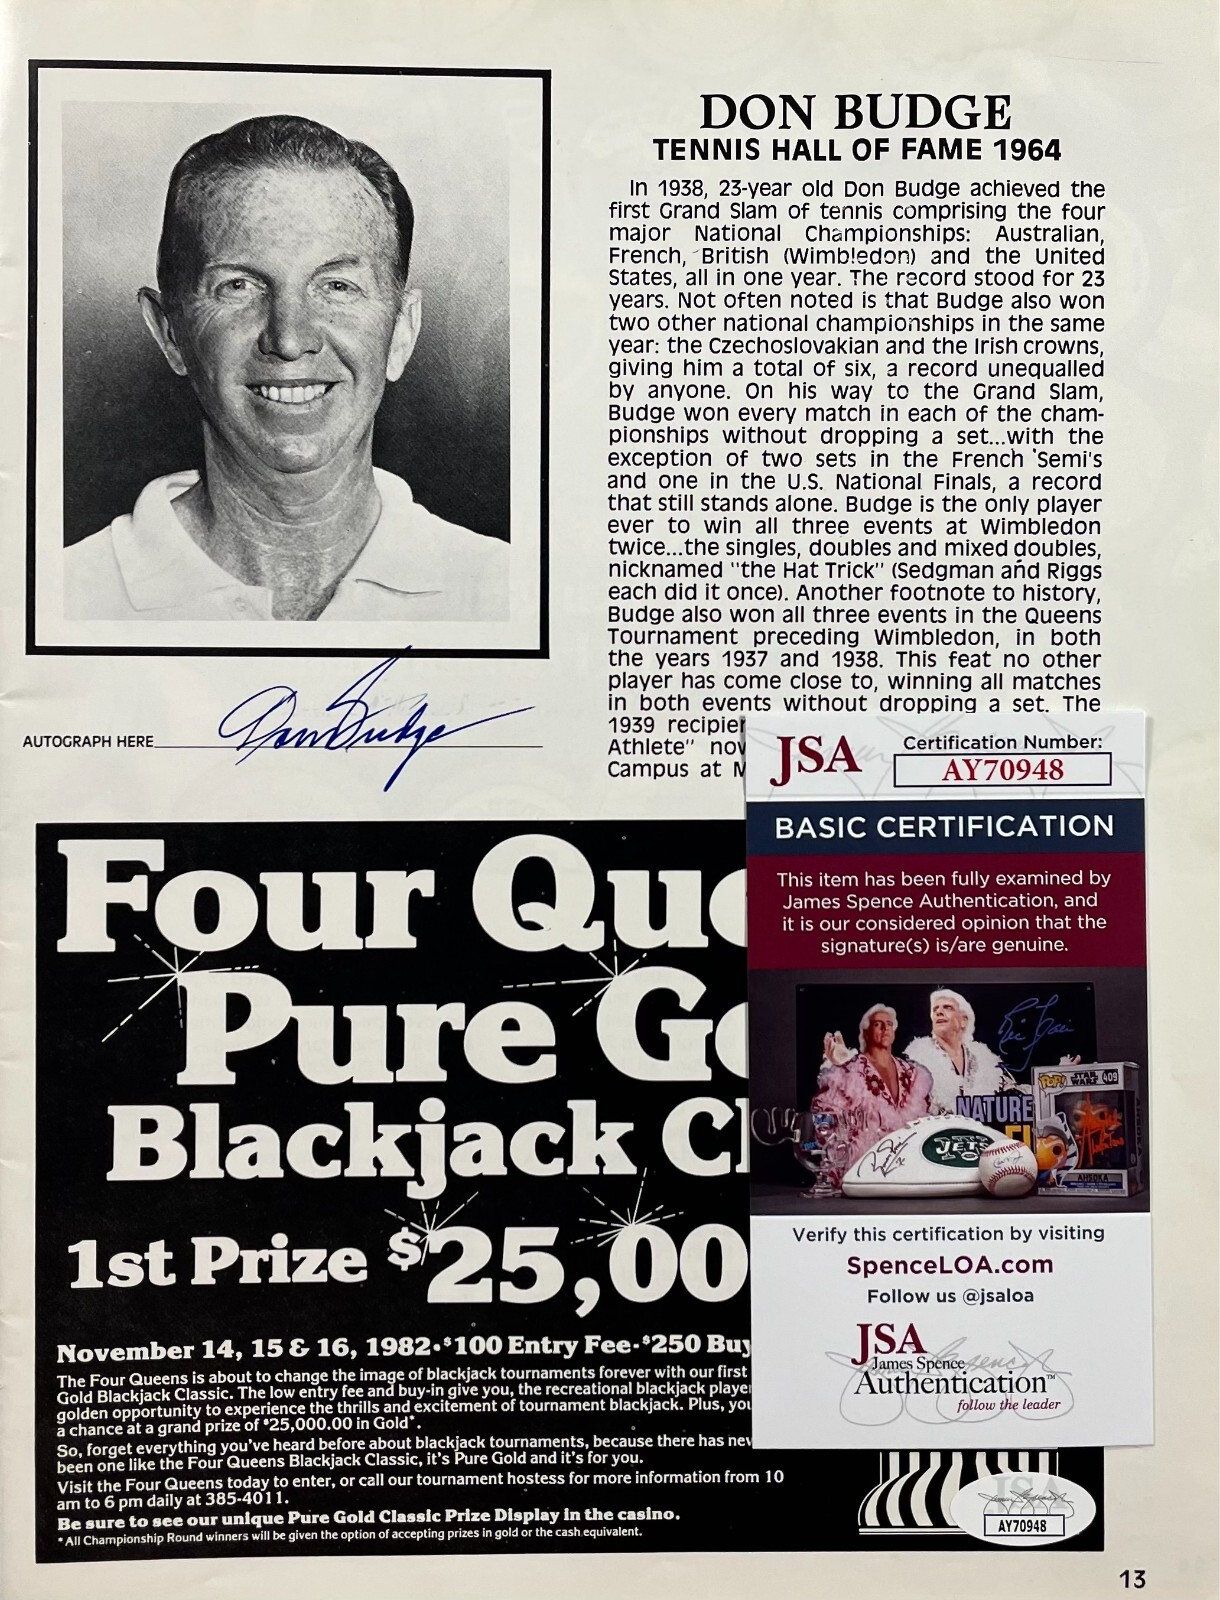 DON BUDGE
TENNIS HALL OF FAME 1964
In 1938, 23-year old Don Budge achieved the
first Grand Slam of tennis comprising the four
major National Championships: Australian,
French, British (Wimbledon) and the United
States, all in one year. The record stood for 23
years. Not often noted is that Budge also won
two other national championships in the same
year: the Czechoslovakian and the Irish crowns,
giving him a total of six, a record unequalled
by anyone. On his way to the Grand Slam,
Budge won every match in each of the cham-
pionships without dropping a set...with the
exception of two sets in the French 'Semi's
and one in the U.S. National Finals, a record
that still stands alone. Budge is the only player
ever to win all three events at Wimbledon
twice...the singles, doubles and mixed doubles,
nicknamed "the Hat Trick" (Sedgman and Riggs
each did it once). Another footnote to history,
Budge also won all three events in the Queens
Tournament preceding Wimbledon, in both
the years 1937 and 1938. This feat no other
player has come close to, winning all matches
in both events without dropping a set. The
1939
Athlete"
Campus at
Don Budge
AUTOGRAPH HERE
Four
Pure
Blackjack
1st Prize $25,00
November 14, 15 & 16, 1982·$100 Entry Fee-$250
The Four Queens is about to change the image of blackjack tournaments forever with our first
Gold Blackjack Classic. The low entry fee and buy-in give you, the recreational blackjack
golden opportunity to experience the thrills and excitement of tournament blackjack. Plus,
a chance at a grand prize of $25,000.00 in Gold*.
So, forget everything you've heard before about blackjack tournaments, because there has
been one like the Four Queens Blackjack Classic, it's Pure Gold and it's for you.
Visit the Four Queens today to enter, or call our tournament hostess for more information from 10
am to 6 pm daily at 385-4011.
Be sure to see our unique Pure Gold Classic Prize Display in the casino.
*All Championship Round winners will be given the option of accepting prizes in gold or the cash equivalent.
JSA
Certification Number:
AY70948
BASIC CERTIFICATION
This item has been fully examined by
James Spence Authentication, and
it is our considered opinion that the
signature(s) is/are genuine.
Ric Flair
NATURE
POP!
STAR WARS
409
JETS
AHSOKA
Verify this certification by visiting
SpenceLOA.com
Follow us @jsaloa
JSA
James Spence
Authentication™
follow the leader
JSA
AY70948
13